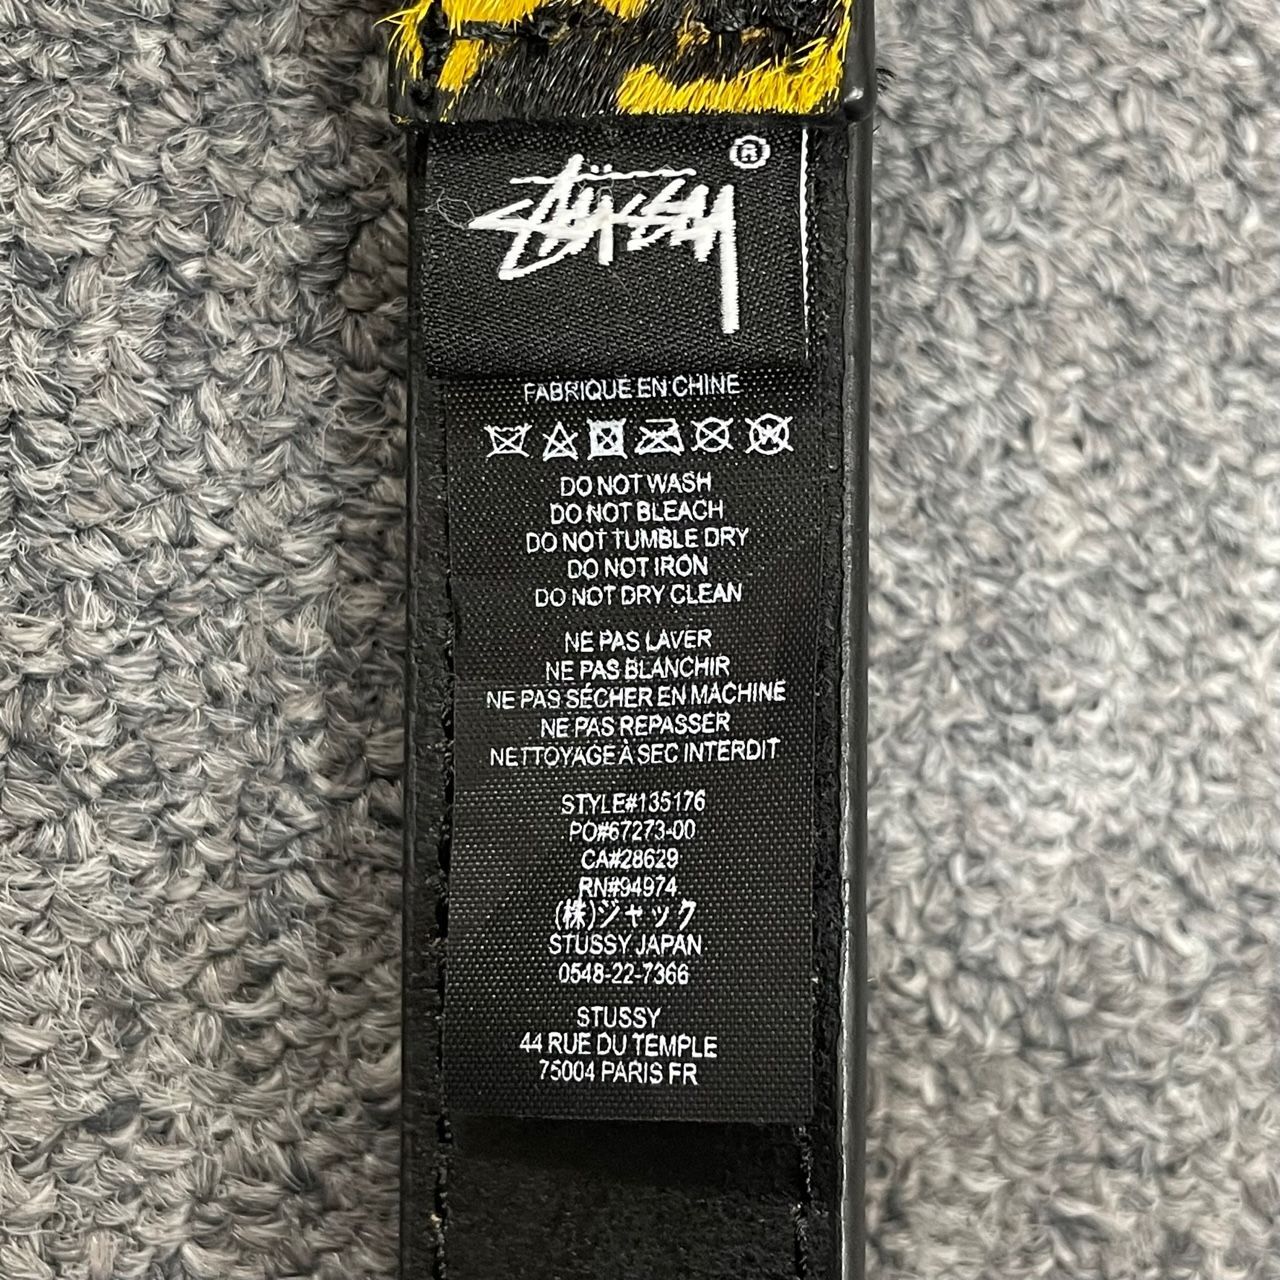 Stüssy ®
FABRIQUE EN CHINE
DO NOT WASH
DO NOT BLEACH
DO NOT TUMBLE DRY
DO NOT IRON
DO NOT DRY CLEAN
NE PAS LAVER
NE PAS BLANCHIR
NE PAS SÉCHER EN MACHINE
NE PAS REPASSER
NETTOYAGE À SEC INTERDIT
STYLE#135176
PO#67273-00
CA#28629
RN#94974
(株)ジャック
STUSSY JAPAN
0548-22-7366
STUSSY
44 RUE DU TEMPLE
75004 PARIS FR